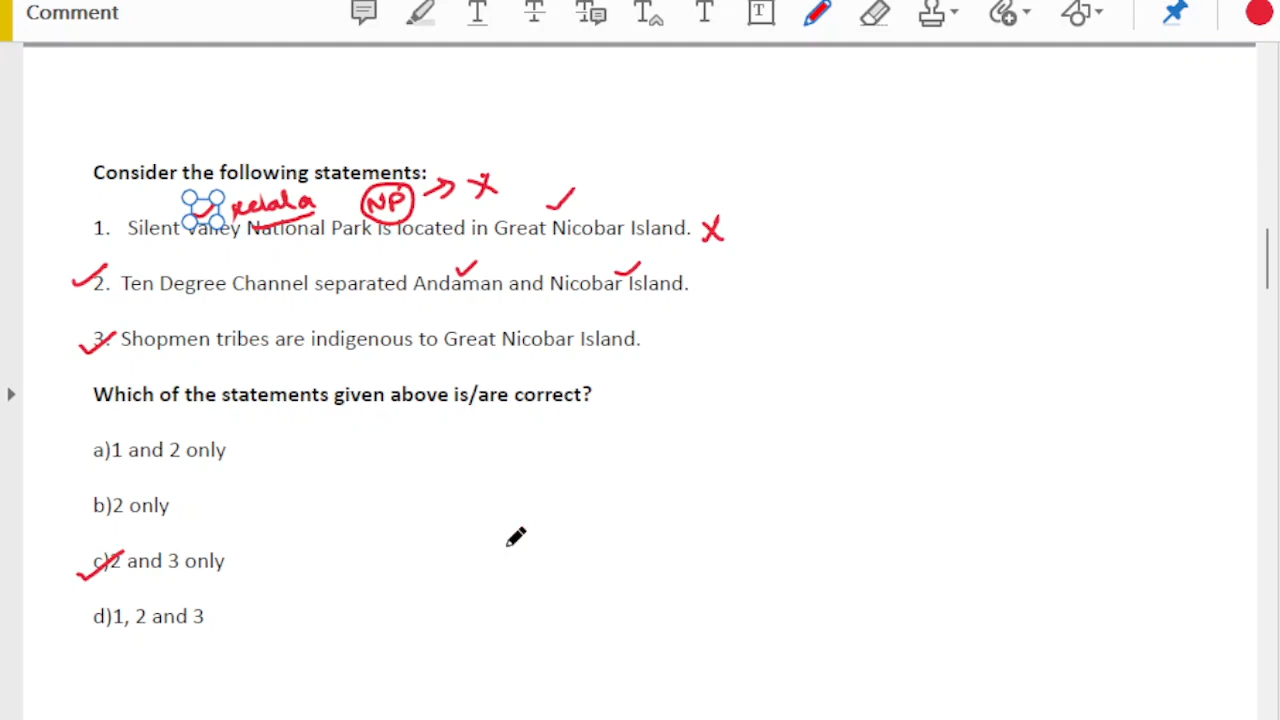 Comment
Consider the following statements:
Kerala NP
1. Silent Valley National Park is located in Great Nicobar Island.
2. Ten Degree Channel separated Andaman and Nicobar Island.
3. Shopmen tribes are indigenous to Great Nicobar Island.
Which of the statements given above is/are correct?
a)1 and 2 only
b)2 only
c)2 and 3 only
d)1, 2 and 3